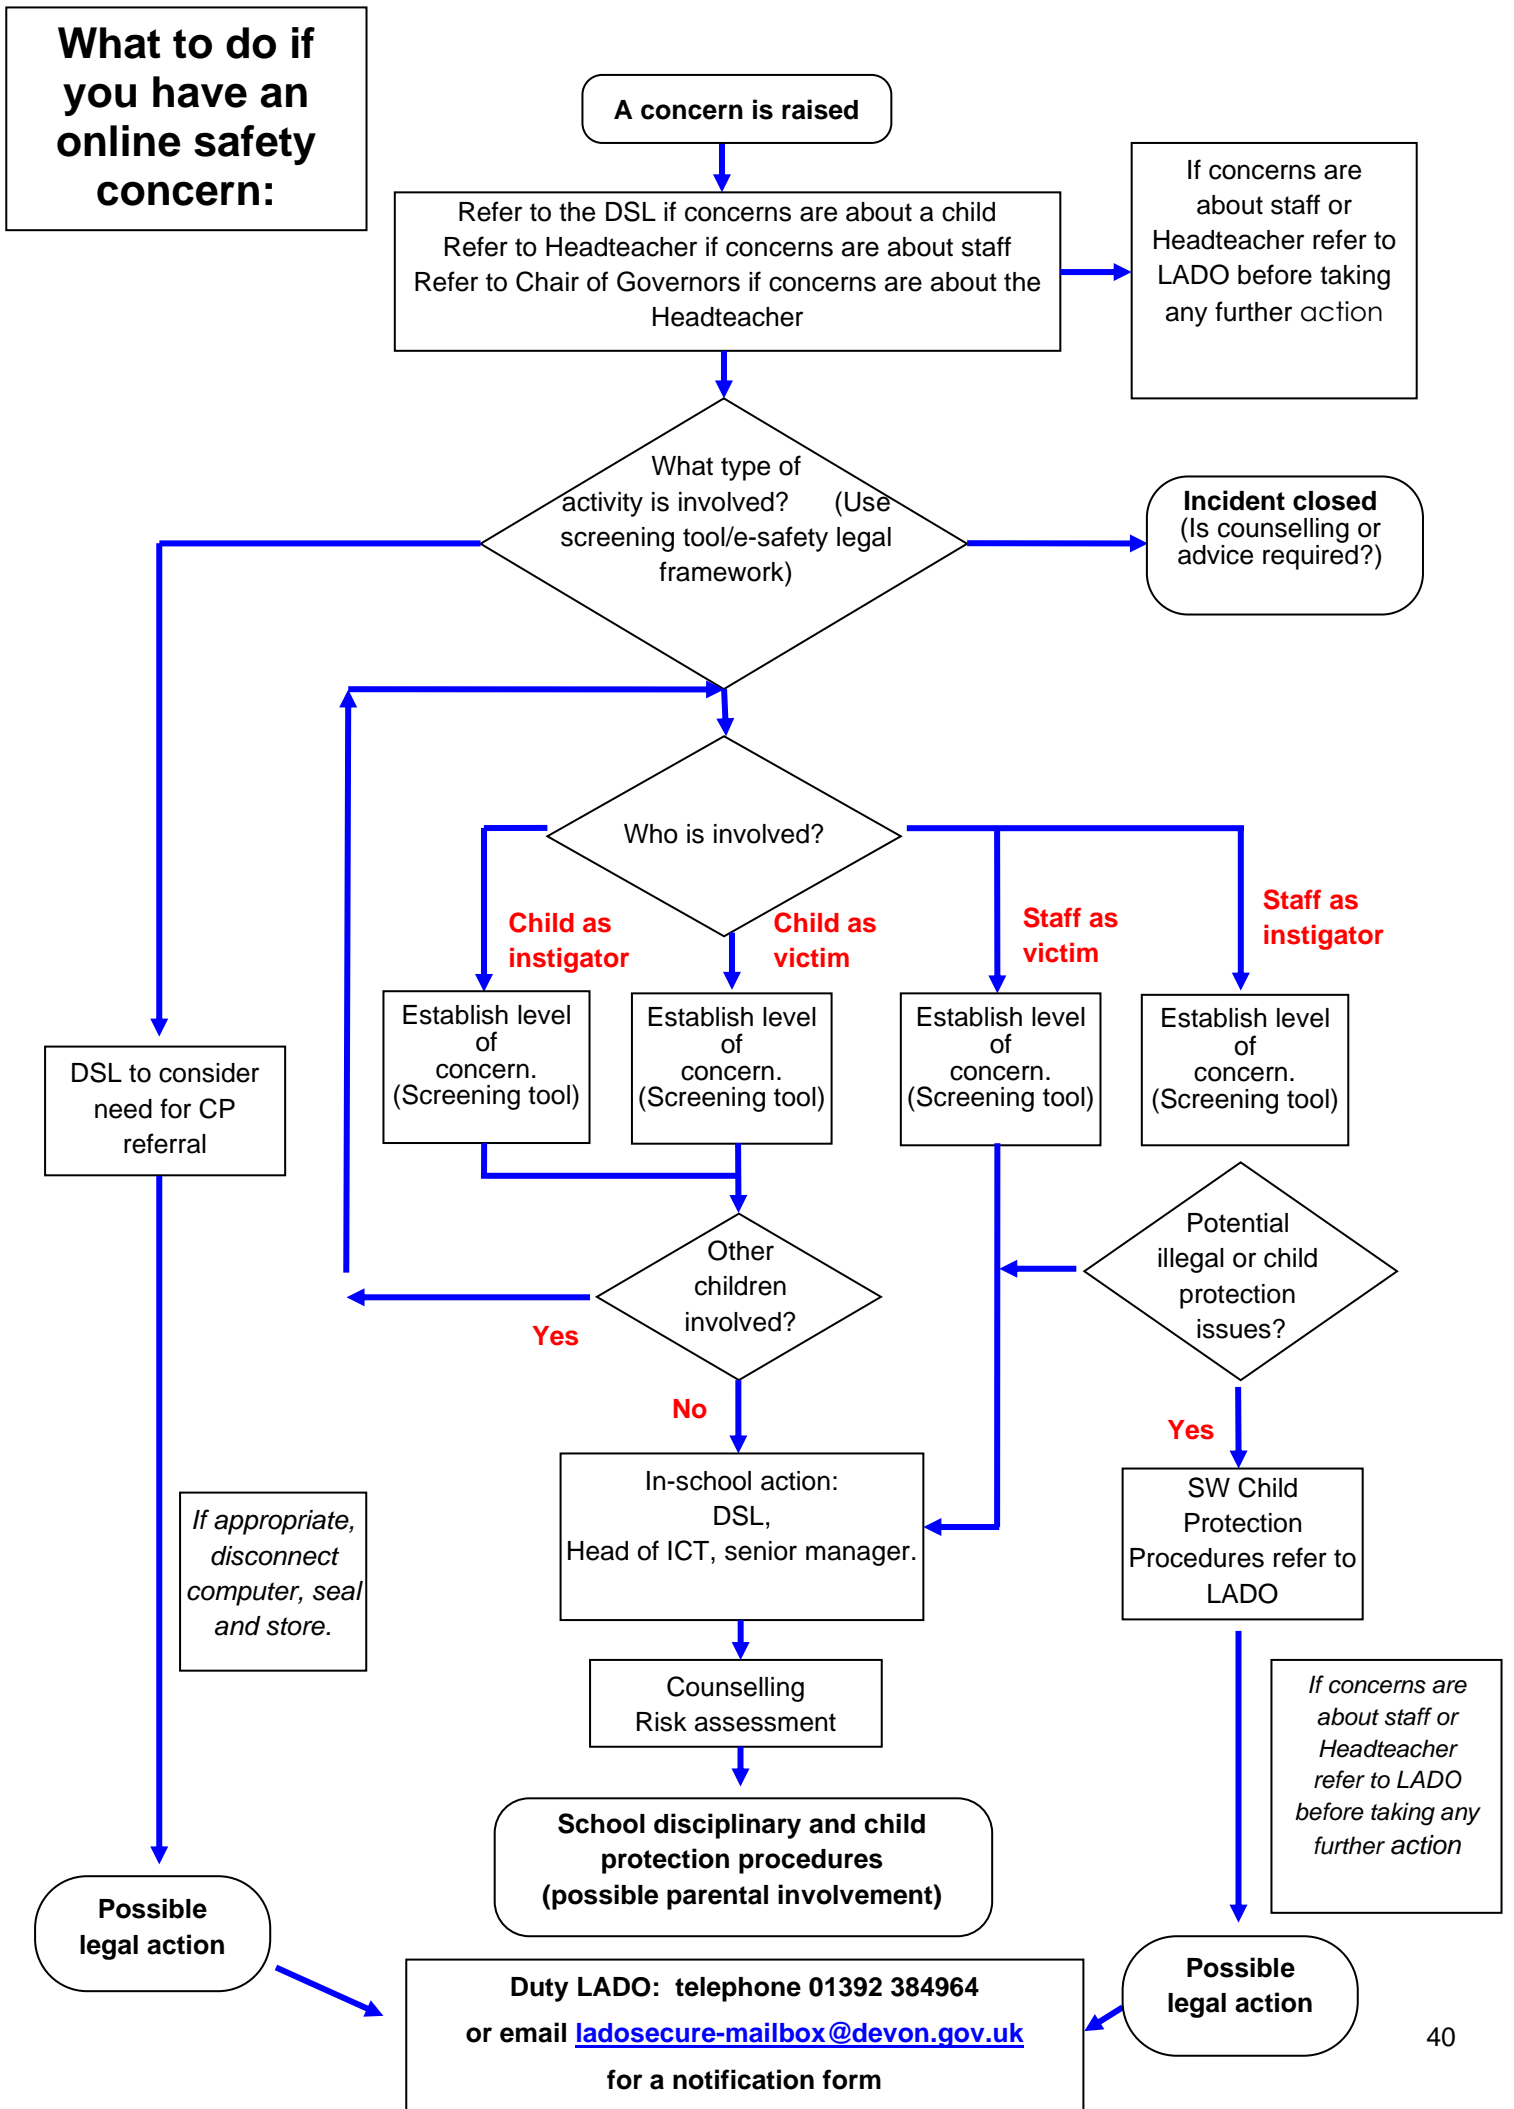 What to do if
you have an
online safety
concern:
A concern is raised
Refer to the DSL if concerns are about a child
Refer to Headteacher if concerns are about staff
Refer to Chair of Governors if concerns are about the
Headteacher
If concerns are
about staff or
Headteacher refer to
LADO before taking
any further action
What type of
activity is involved? (Use
screening tool/e-safety legal
framework)
Incident closed
(Is counselling or
advice required?)
Who is involved?
Child as
instigator
Child as
victim
Staff as
victim
Staff as
instigator
Establish level
of
concern.
(Screening tool)
Establish level
of
concern.
(Screening tool)
Establish level
of
concern.
(Screening tool)
Establish level
of
concern.
(Screening tool)
DSL to consider
need for CP
referral
Other
children
involved?
Potential
illegal or child
protection
issues?
Yes
No
Yes
In-school action:
DSL,
Head of ICT, senior manager.
SW Child
Protection
Procedures refer to
LADO
If appropriate,
disconnect
computer, seal
and store.
Counselling
Risk assessment
If concerns are
about staff or
Headteacher
refer to LADO
before taking any
further action
School disciplinary and child
protection procedures
(possible parental involvement)
Possible
legal action
Possible
legal action
Duty LADO: telephone 01392 384964
or email ladosecure-mailbox@devon.gov.uk
for a notification form
40